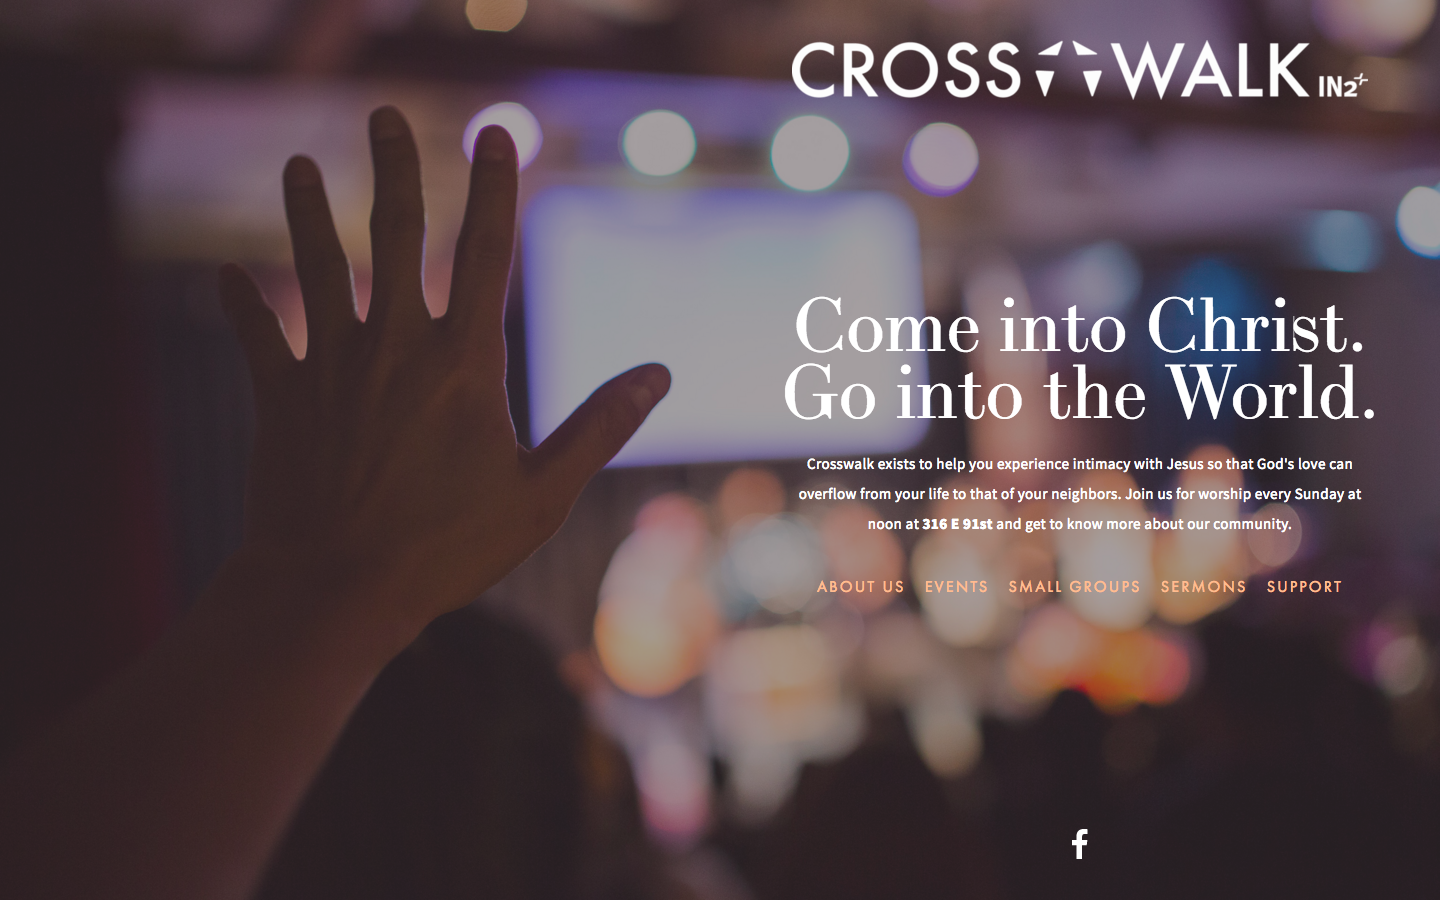 CROSS WALK IN2+
Come into Christ.
Go into the World.
Crosswalk exists to help you experience intimacy with Jesus so that God's love can
overflow from your life to that of your neighbors. Join us for worship every Sunday at
noon at 316 E 91st and get to know more about our community.
ABOUT US EVENTS SMALL GROUPS SERMONS SUPPORT